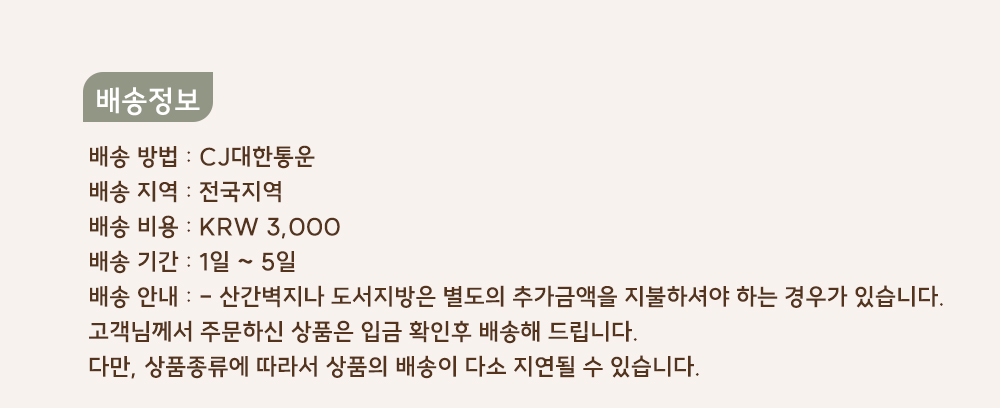 배송정보
배송 방법 : CJ대한통운
배송 지역 : 전국지역
배송 비용 : KRW 3,000
배송 기간 : 1일 ~ 5일
배송 안내 : - 산간벽지나 도서지방은 별도의 추가금액을 지불하셔야 하는 경우가 있습니다.
고객님께서 주문하신 상품은 입금 확인후 배송해 드립니다.
다만, 상품종류에 따라서 상품의 배송이 다소 지연될 수 있습니다.